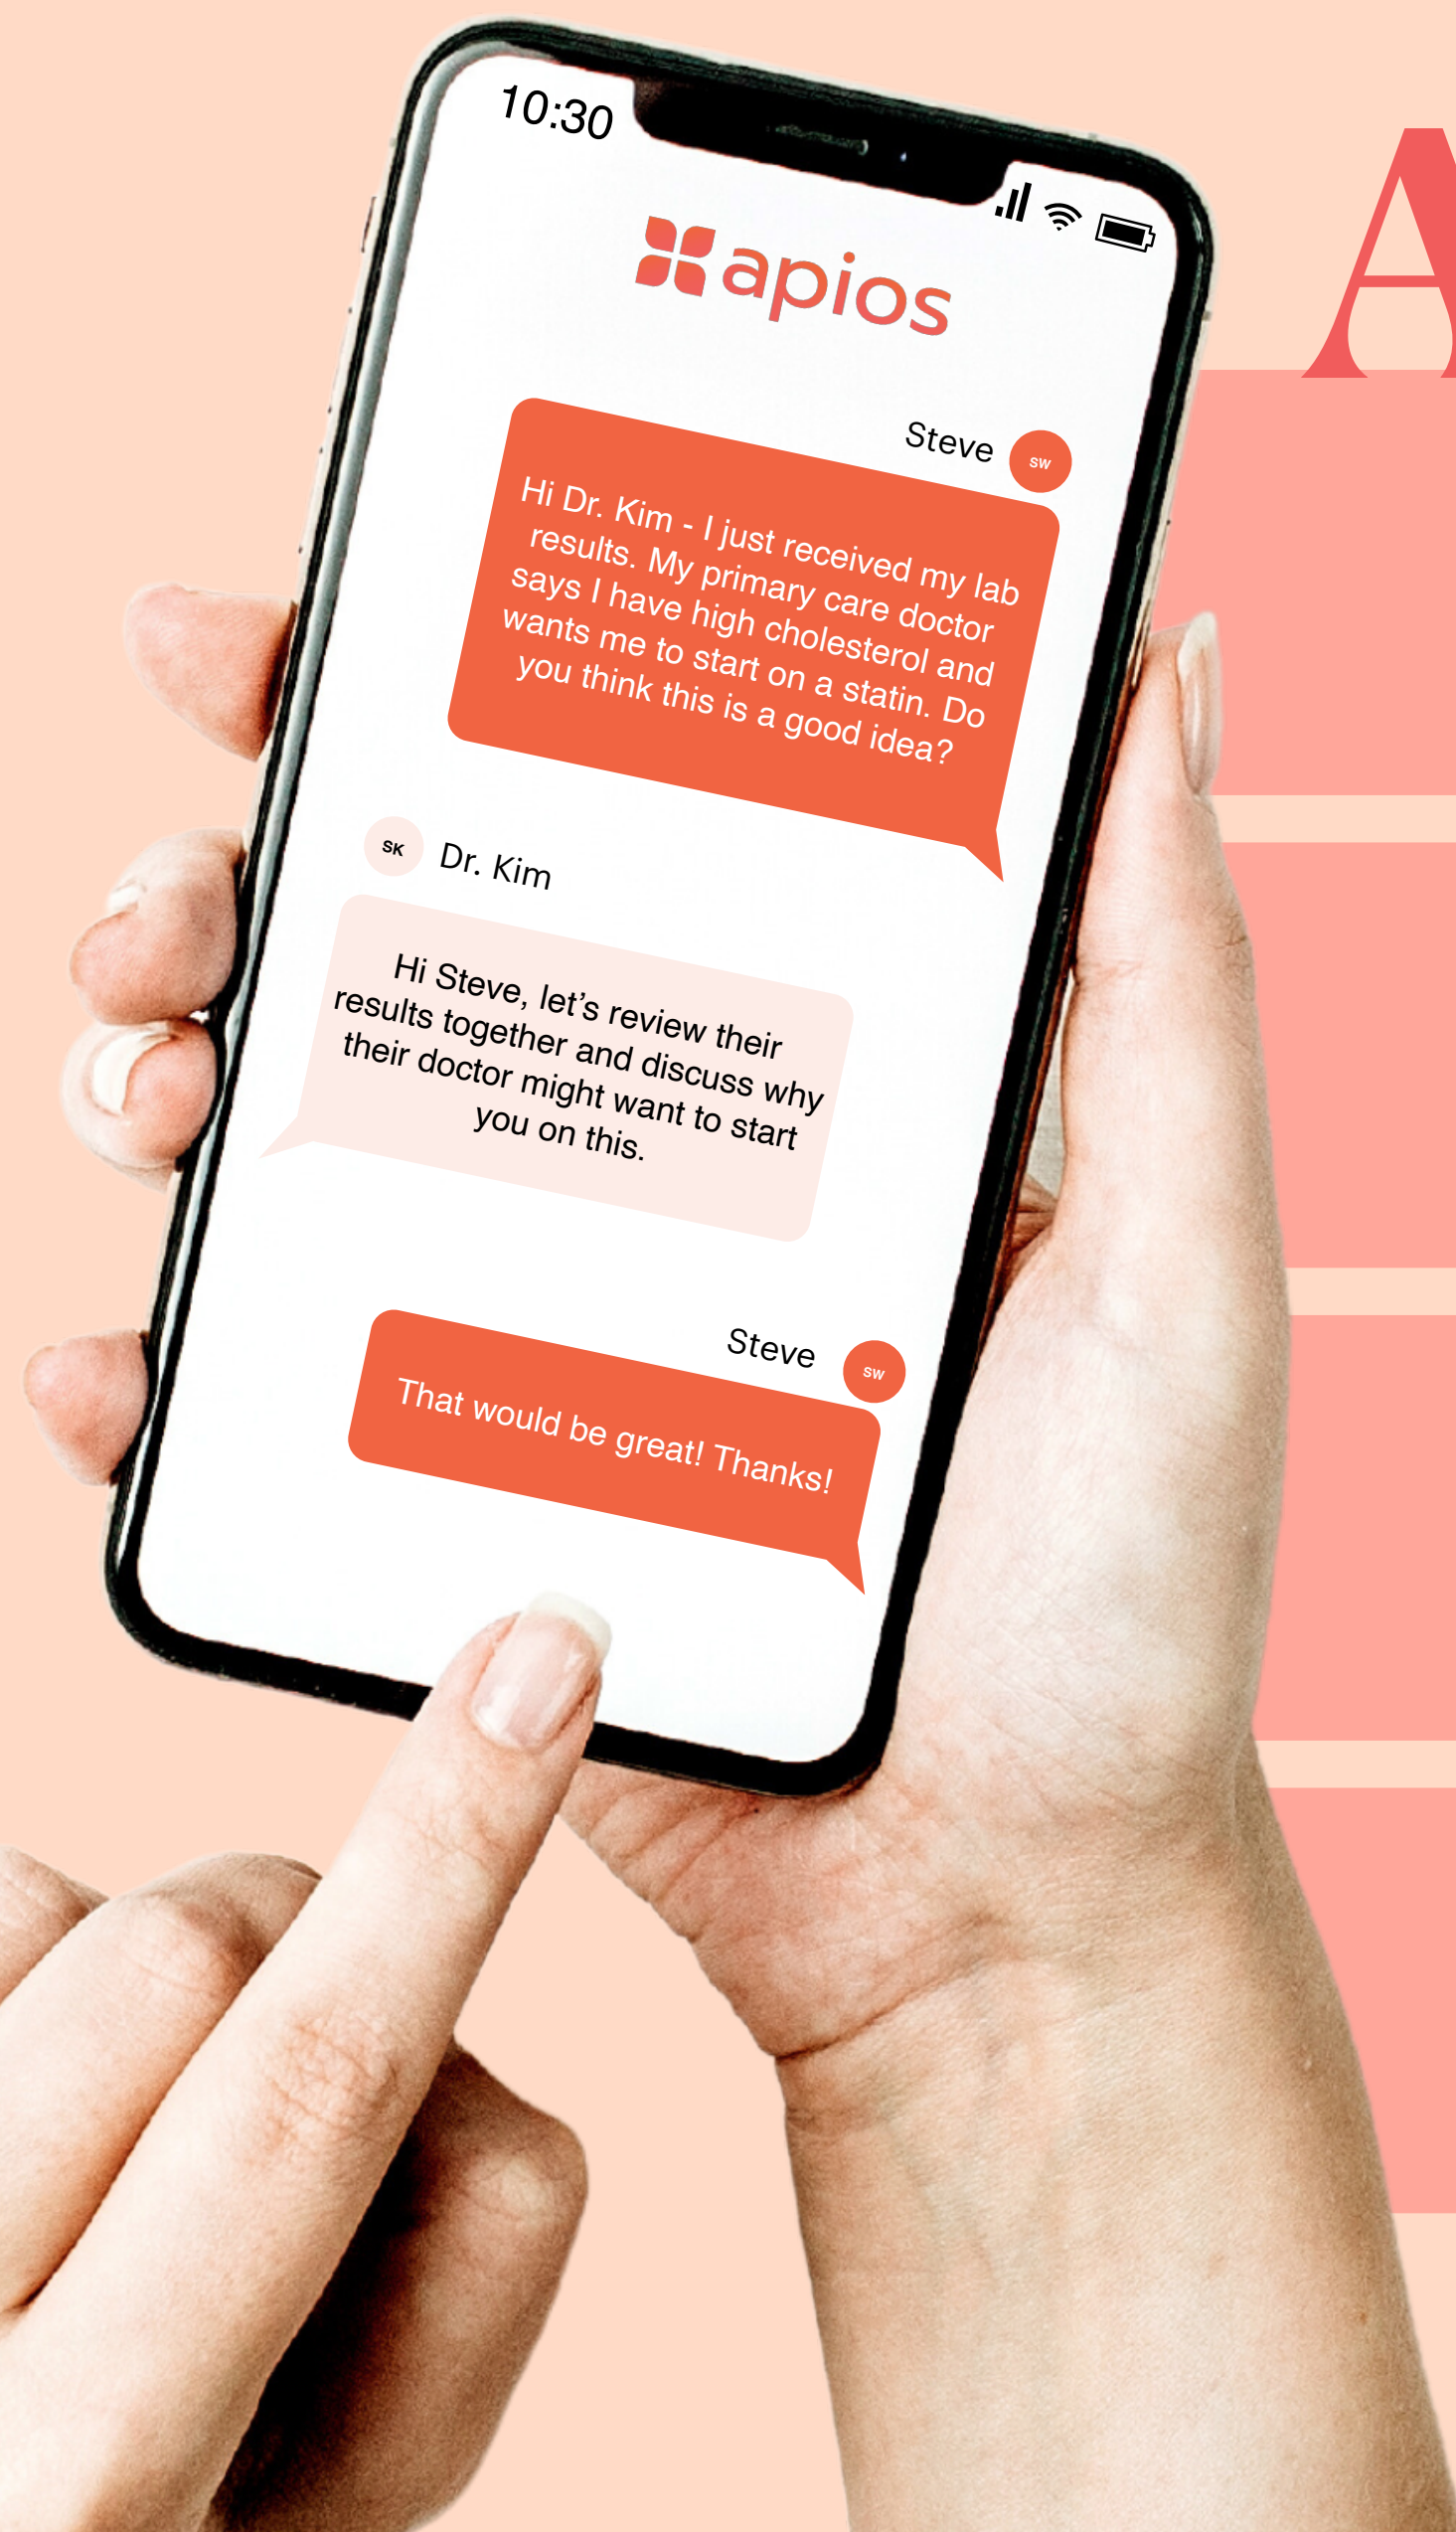 10:30
apios
A
Steve
SW
Hi Dr. Kim - I just received my lab
results. My primary care doctor
says I have high cholesterol and
wants me to start on a statin. Do
you think this is a good idea?
SK
Dr. Kim
Hi Steve, let’s review their
results together and discuss why
their doctor might want to start
you on this.
Steve
SW
That would be great! Thanks!